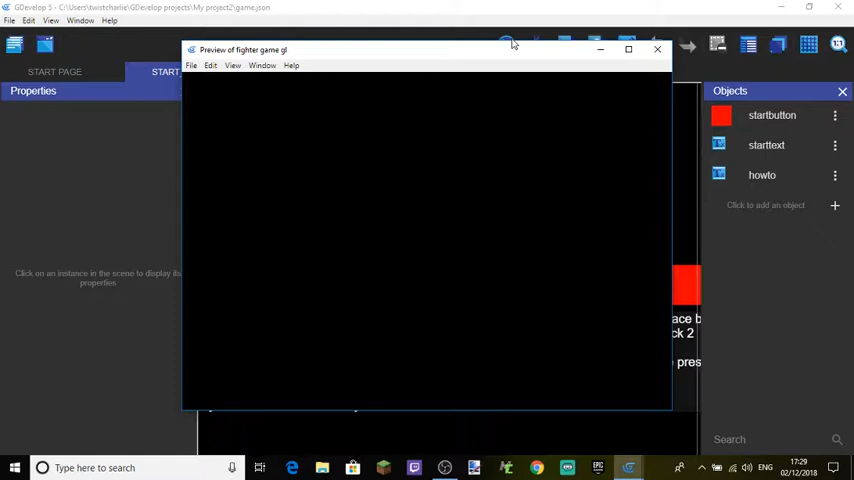 GDevelop 5 - C:\Users\twistcharlie\GDevelop projects\My project2\game.json
File Edit View Window Help
START PAGE
START
Properties
Click on an instance in the scene to display its
properties
Preview of fighter game gl
File Edit View Window Help
ace b
ck 2
e pres
Objects
startbutton
starttext
howto
Click to add an object
Search
Type here to search
ENG
17:29
02/12/2018